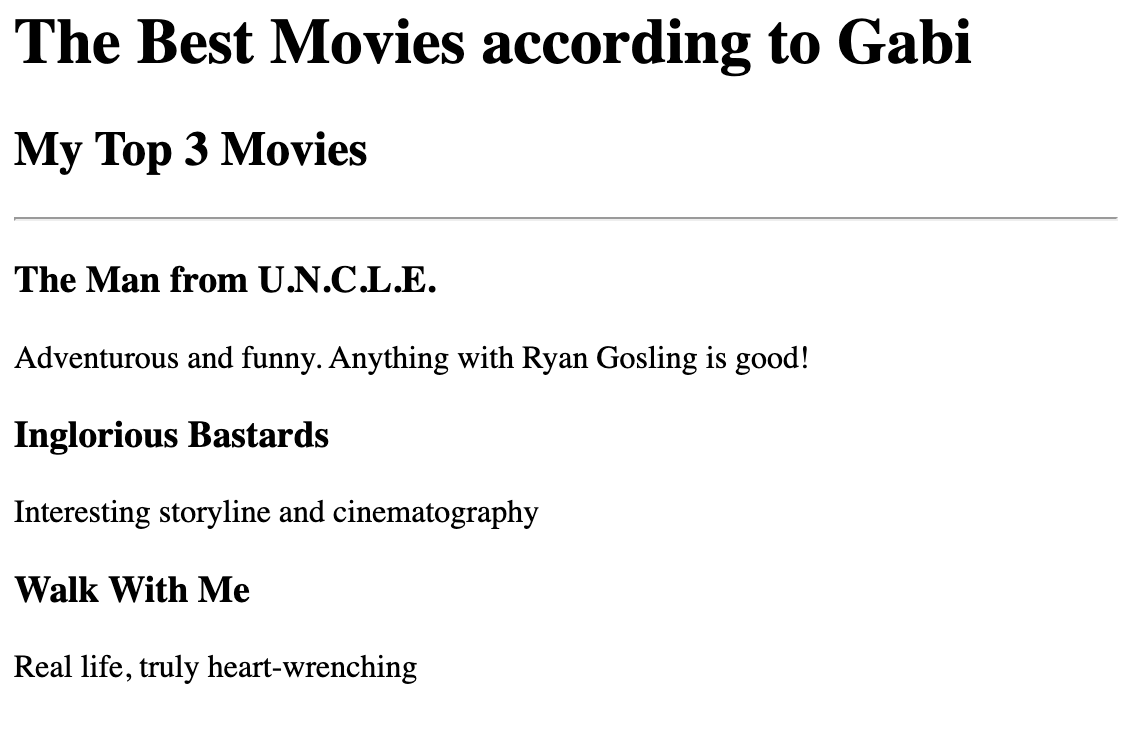 The Best Movies according to Gabi
My Top 3 Movies
The Man from U.N.C.L.E.
Adventurous and funny. Anything with Ryan Gosling is good!
Inglorious Bastards
Interesting storyline and cinematography
Walk With Me
Real life, truly heart-wrenching